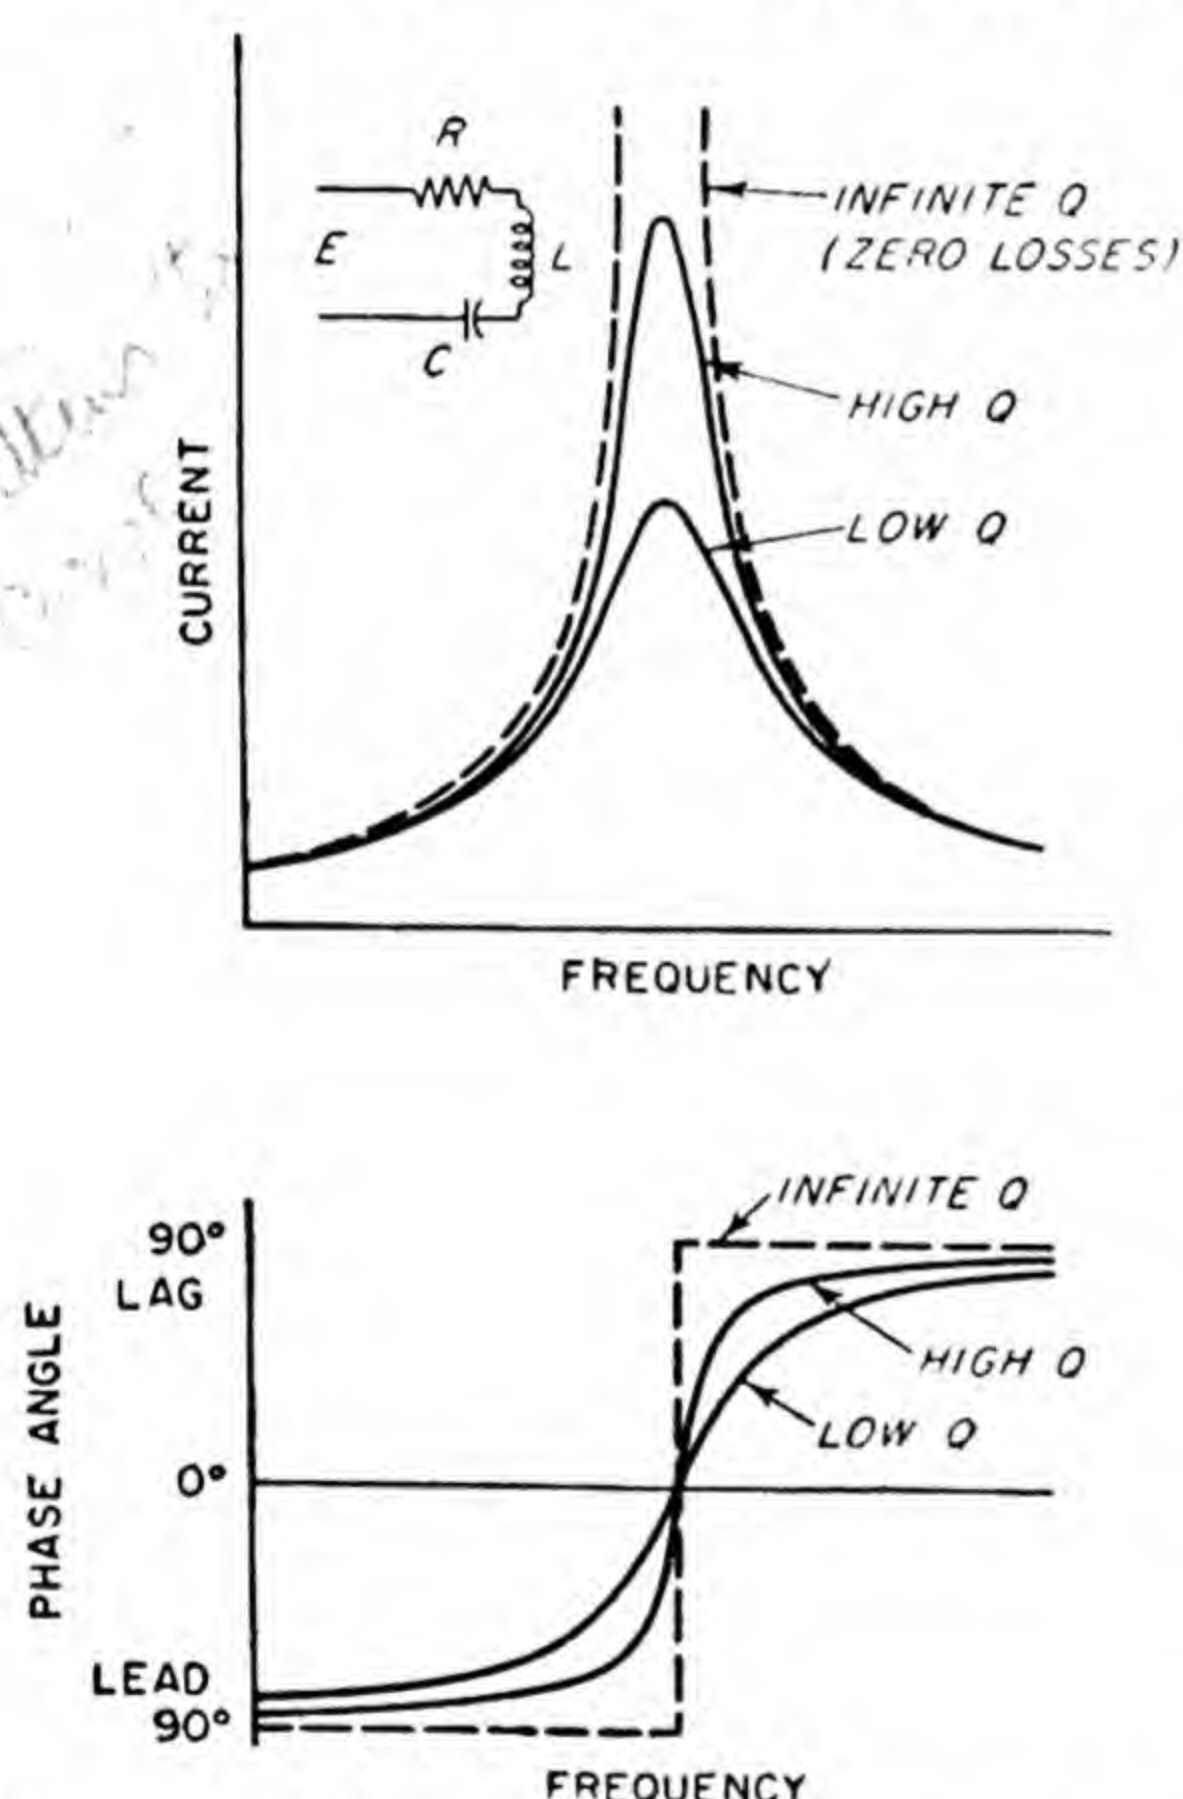 R
E
L
C
INFINITE Q
(ZERO LOSSES)
HIGH Q
LOW Q
CURRENT
FREQUENCY
INFINITE Q
90°
LAG
HIGH Q
LOW Q
0°
PHASE ANGLE
LEAD
90°
FREQUENCY